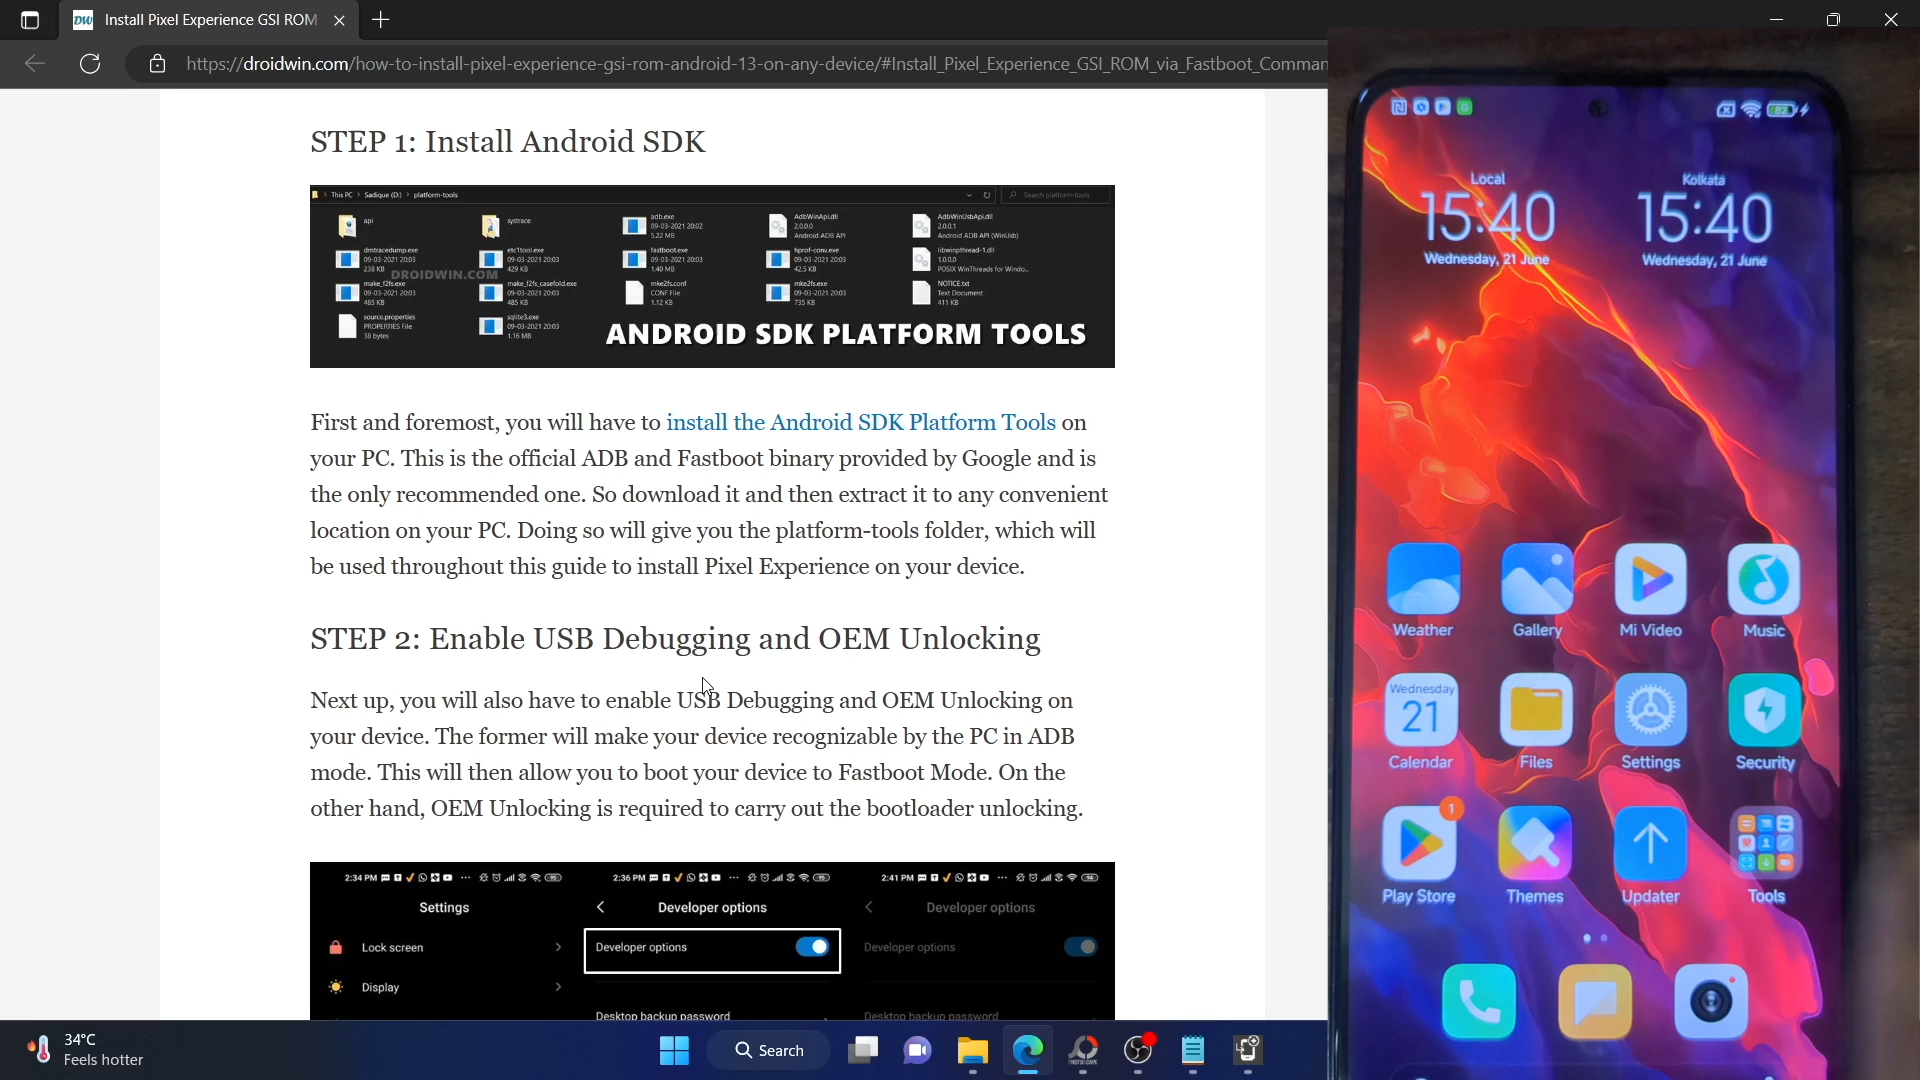 Install Pixel Experience GSI ROM
https://droidwin.com/how-to-install-pixel-experience-gsi-rom-android-13-on-any-device/#Install_Pixel_Experience_GSI_ROM_via_Fastboot_Comman
STEP 1: Install Android SDK
This PC > Sadique (D:) > platform-tools
Search platform-tools
api
systrace
adb.exe
09-03-2021 20:02
5.22 MB
AdbWinApi.dll
2.0.0.0
Android ADB API
AdbWinUsbApi.dll
2.0.0.1
Android ADB API (WinUsb)
dmtracedump.exe
09-03-2021 20:03
238 KB
etc1tool.exe
09-03-2021 20:03
429 KB
fastboot.exe
09-03-2021 20:03
1.40 MB
hprof-conv.exe
09-03-2021 20:03
42.5 KB
libwinpthread-1.dll
1.0.0.0
POSIX WinThreads for Windo...
DROIDWIN.COM
make_f2fs.exe
09-03-2021 20:03
485 KB
make_f2fs_casefold.exe
09-03-2021 20:03
485 KB
mke2fs.conf
CONF File
1.12 KB
mke2fs.exe
09-03-2021 20:03
735 KB
NOTICE.txt
Text Document
411 KB
source.properties
PROPERTIES File
38 bytes
sqlite3.exe
09-03-2021 20:03
1.16 MB
ANDROID SDK PLATFORM TOOLS
First and foremost, you will have to install the Android SDK Platform Tools on
your PC. This is the official ADB and Fastboot binary provided by Google and is
the only recommended one. So download it and then extract it to any convenient
location on your PC. Doing so will give you the platform-tools folder, which will
be used throughout this guide to install Pixel Experience on your device.
STEP 2: Enable USB Debugging and OEM Unlocking
Next up, you will also have to enable USB Debugging and OEM Unlocking on
your device. The former will make your device recognizable by the PC in ADB
mode. This will then allow you to boot your device to Fastboot Mode. On the
other hand, OEM Unlocking is required to carry out the bootloader unlocking.
2:34 PM
2:36 PM
2:41 PM
Settings
Developer options
Developer options
Lock screen
Developer options
Developer options
Display
Desktop backup password
Desktop backup password
34°C
Feels hotter
Search
Local
15:40
Wednesday, 21 June
Kolkata
15:40
Wednesday, 21 June
Weather
Gallery
Mi Video
Music
Wednesday
21
Calendar
Files
Settings
Security
1
Play Store
Themes
Updater
Tools